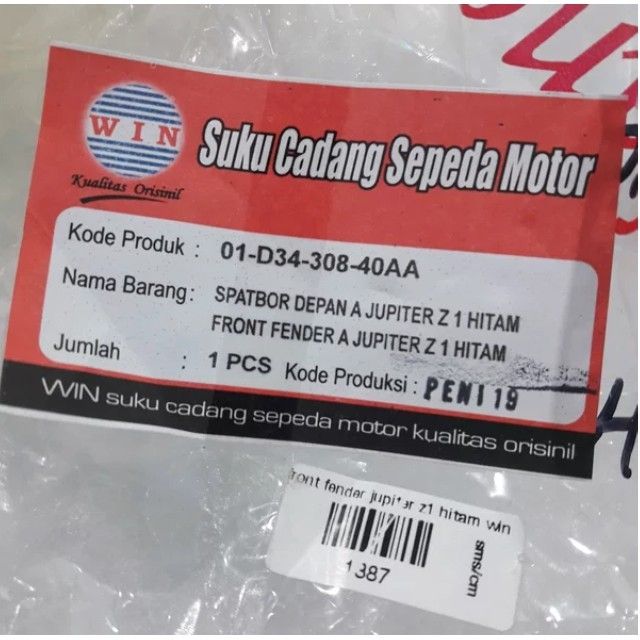 WIN
Kualitas Orisinil
Suku Cadang Sepeda Motor
Kode Produk : 01-D34-308-40AA
Nama Barang : SPATBOR DEPAN A JUPITER Z 1 HITAM
FRONT FENDER A JUPITER Z 1 HITAM
Jumlah : 1 PCS Kode Produksi : PENI 19
WIN suku cadang sepeda motor kualitas orisinil
front fender jupiter z1 hitam win
sms/cm
1387